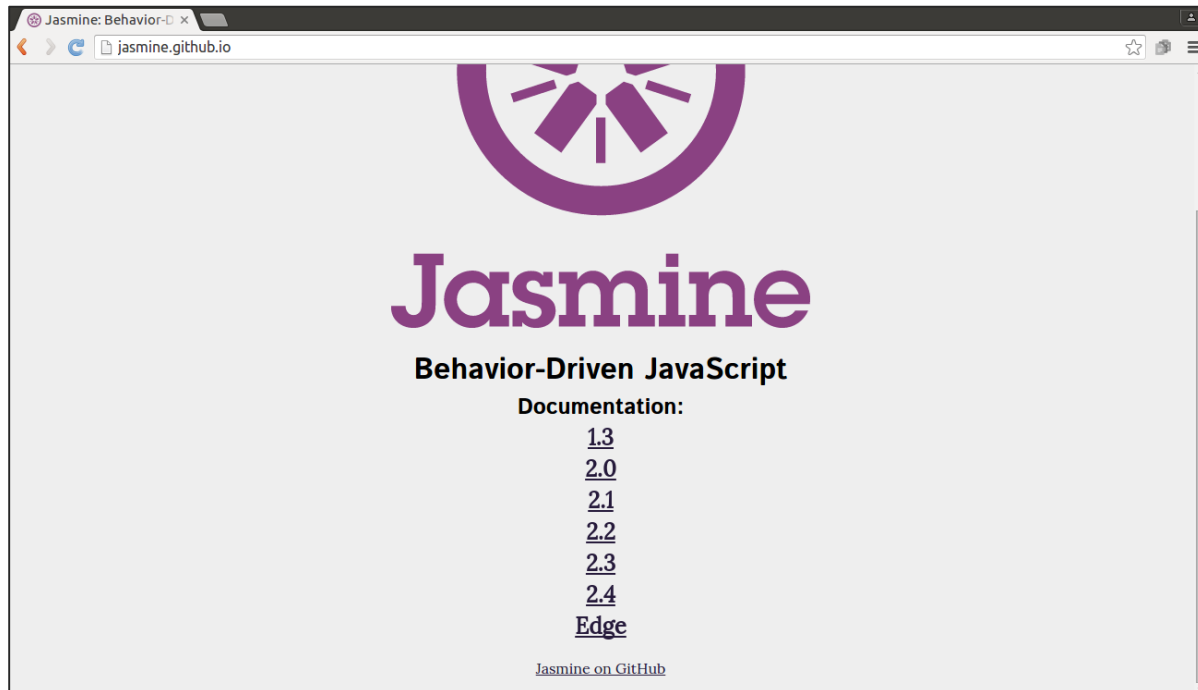 Jasmine: Behavior-D
jasmine.github.io
Jasmine
Behavior-Driven JavaScript
Documentation:
1.3
2.0
2.1
2.2
2.3
2.4
Edge
Jasmine on GitHub